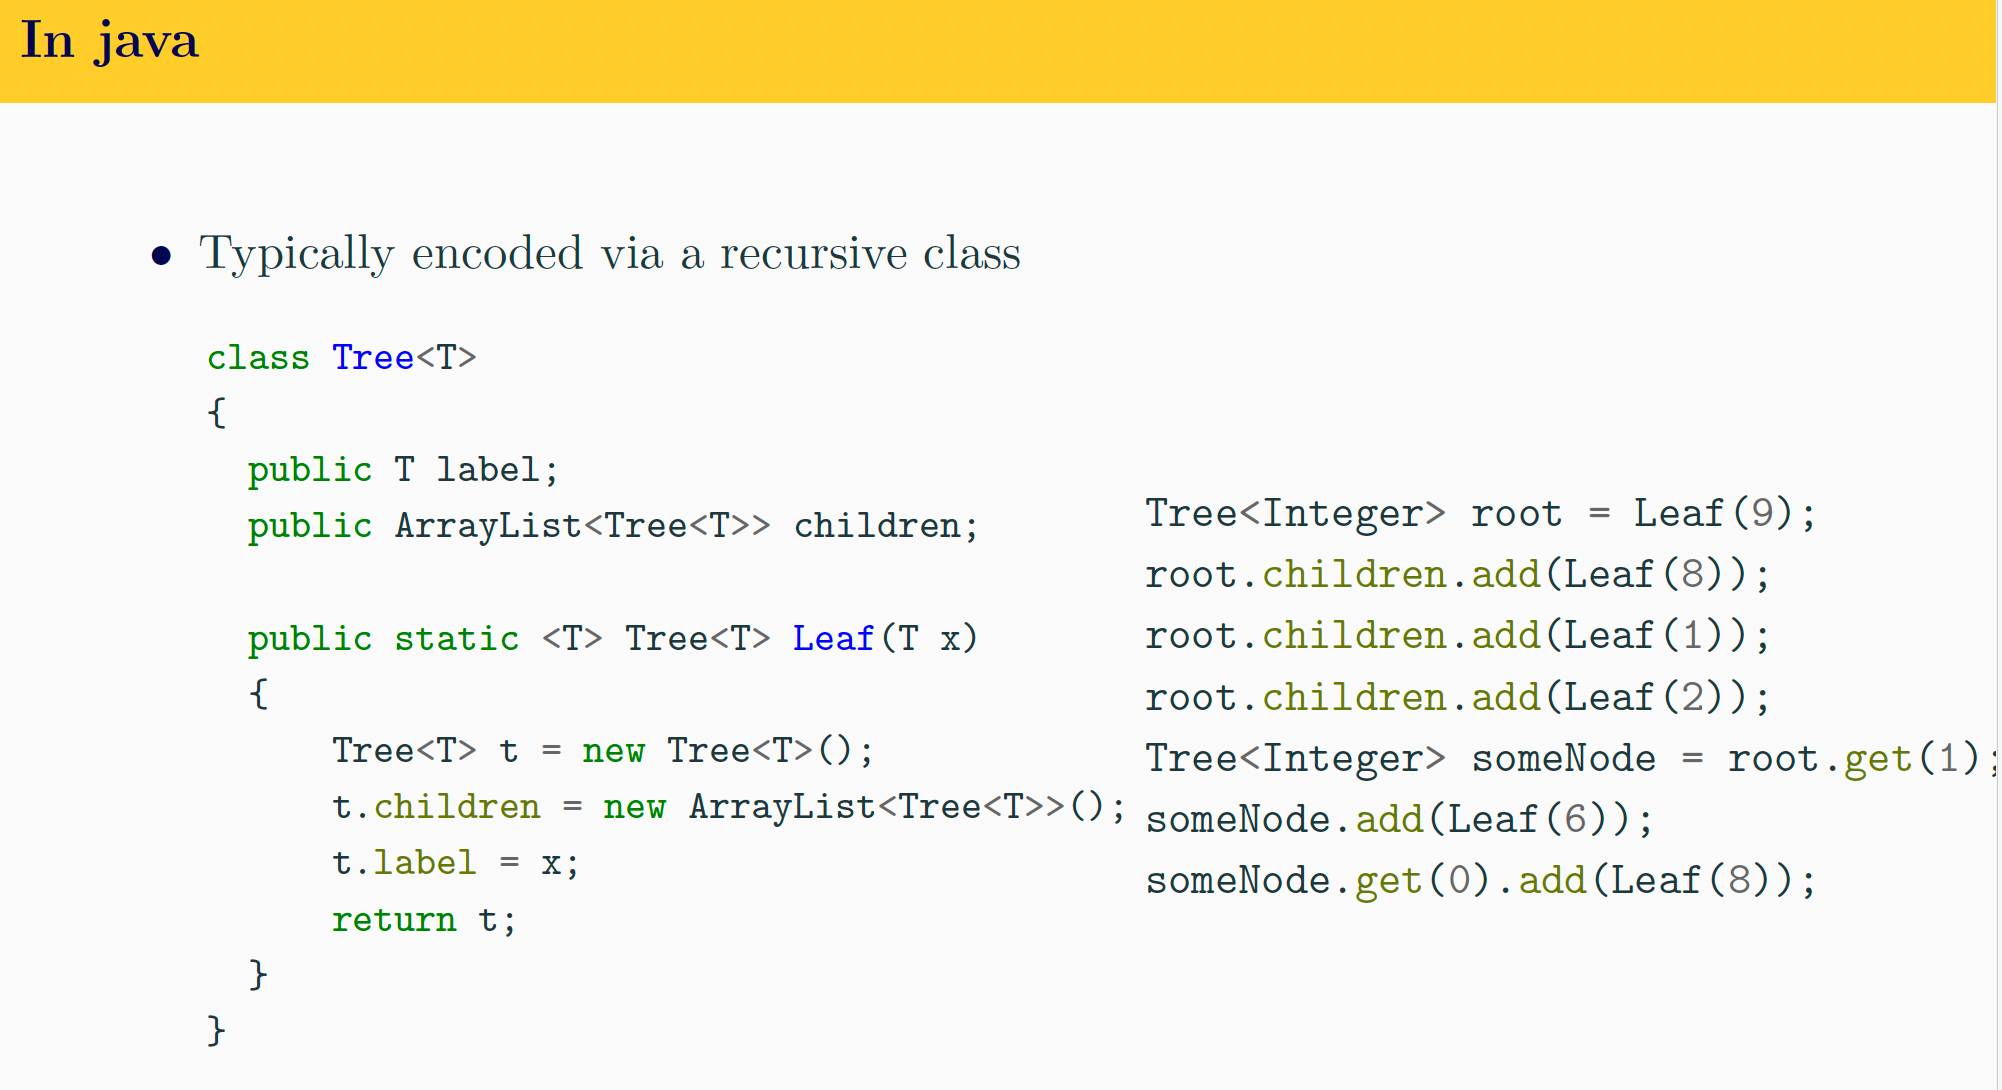 In java
• Typically encoded via a recursive class
class Tree<T>
{
  public T label;
  public ArrayList<Tree<T>> children;

  public static <T> Tree<T> Leaf(T x)
  {
      Tree<T> t = new Tree<T>();
      t.children = new ArrayList<Tree<T>>();
      t.label = x;
      return t;
  }
}
Tree<Integer> root = Leaf(9);
root.children.add(Leaf(8));
root.children.add(Leaf(1));
root.children.add(Leaf(2));
Tree<Integer> someNode = root.get(1);
someNode.add(Leaf(6));
someNode.get(0).add(Leaf(8));